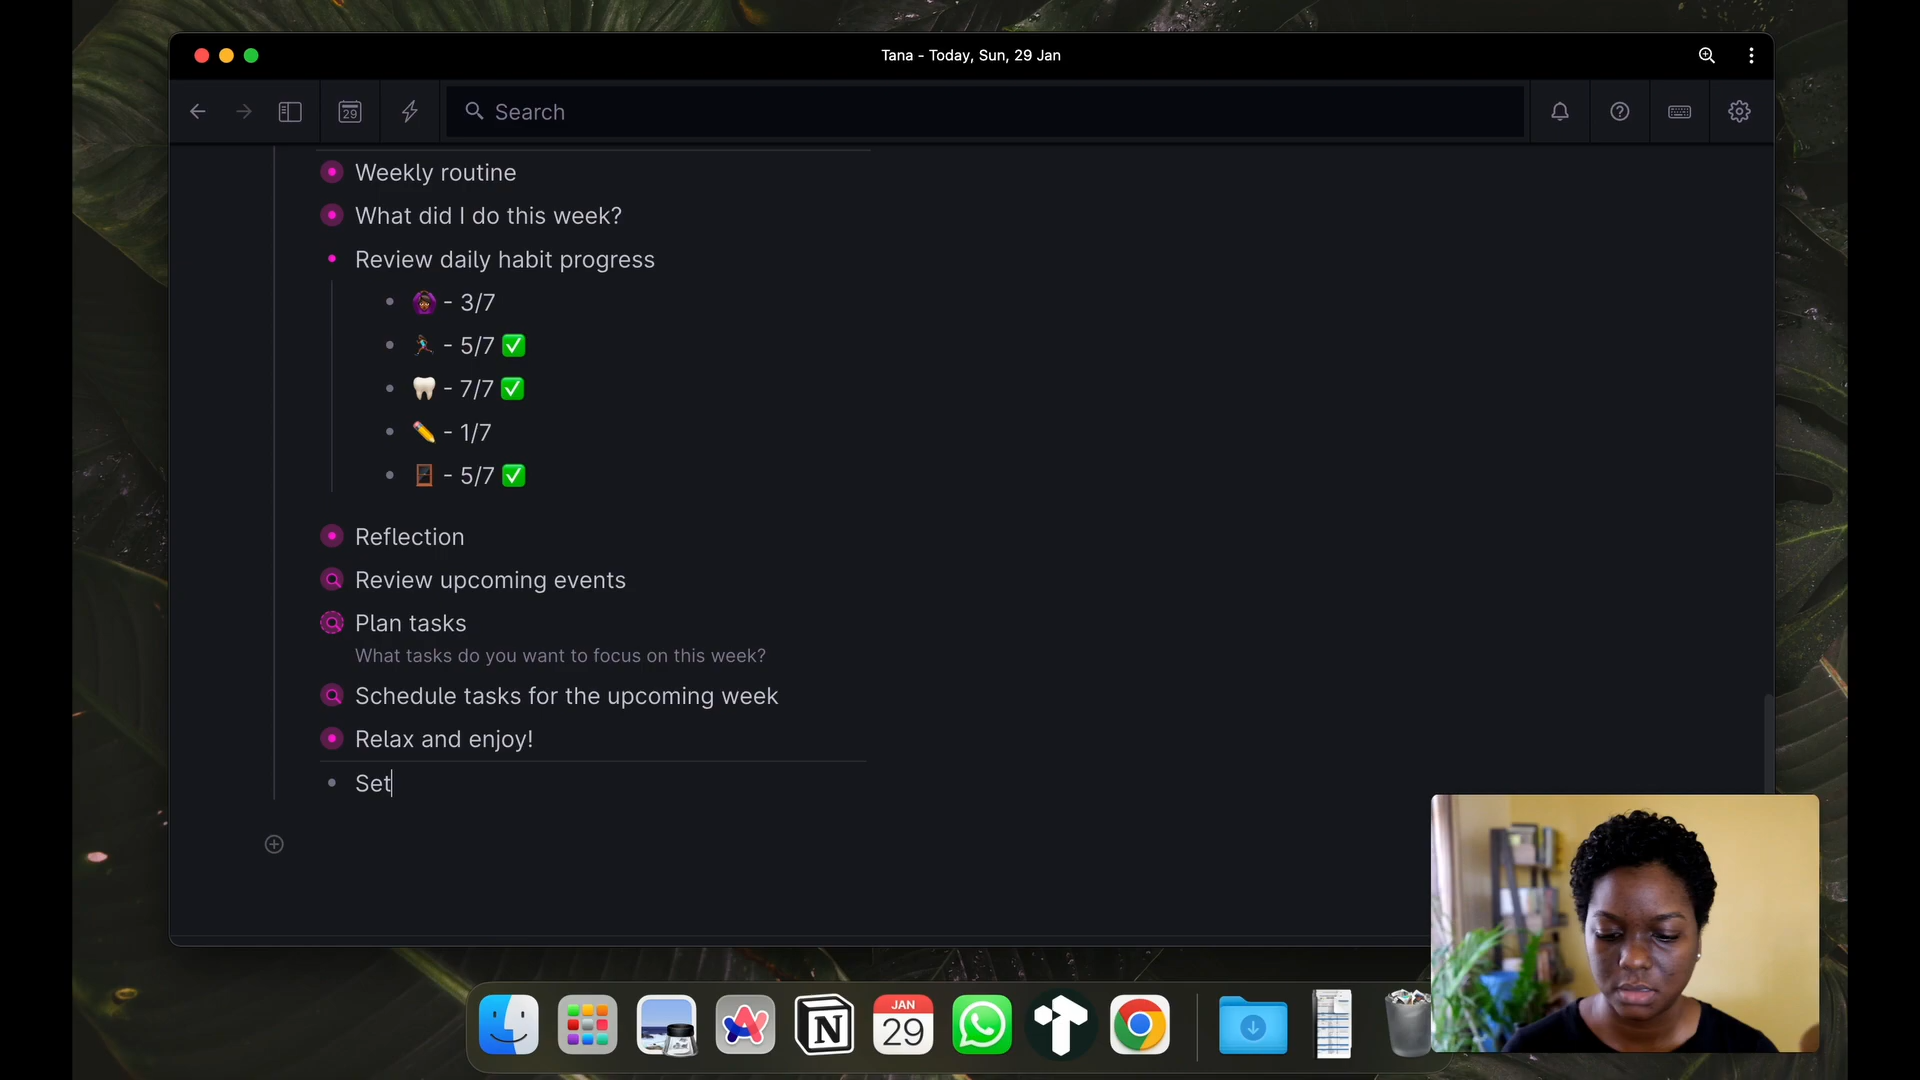 Tana - Today, Sun, 29 Jan
29
Search
Weekly routine
What did I do this week?
Review daily habit progress
- 3/7
- 5/7 ✅
- 7/7 ✅
- 1/7
- 5/7 ✅
Reflection
Review upcoming events
Plan tasks
What tasks do you want to focus on this week?
Schedule tasks for the upcoming week
Relax and enjoy!
Set
N
JAN
29